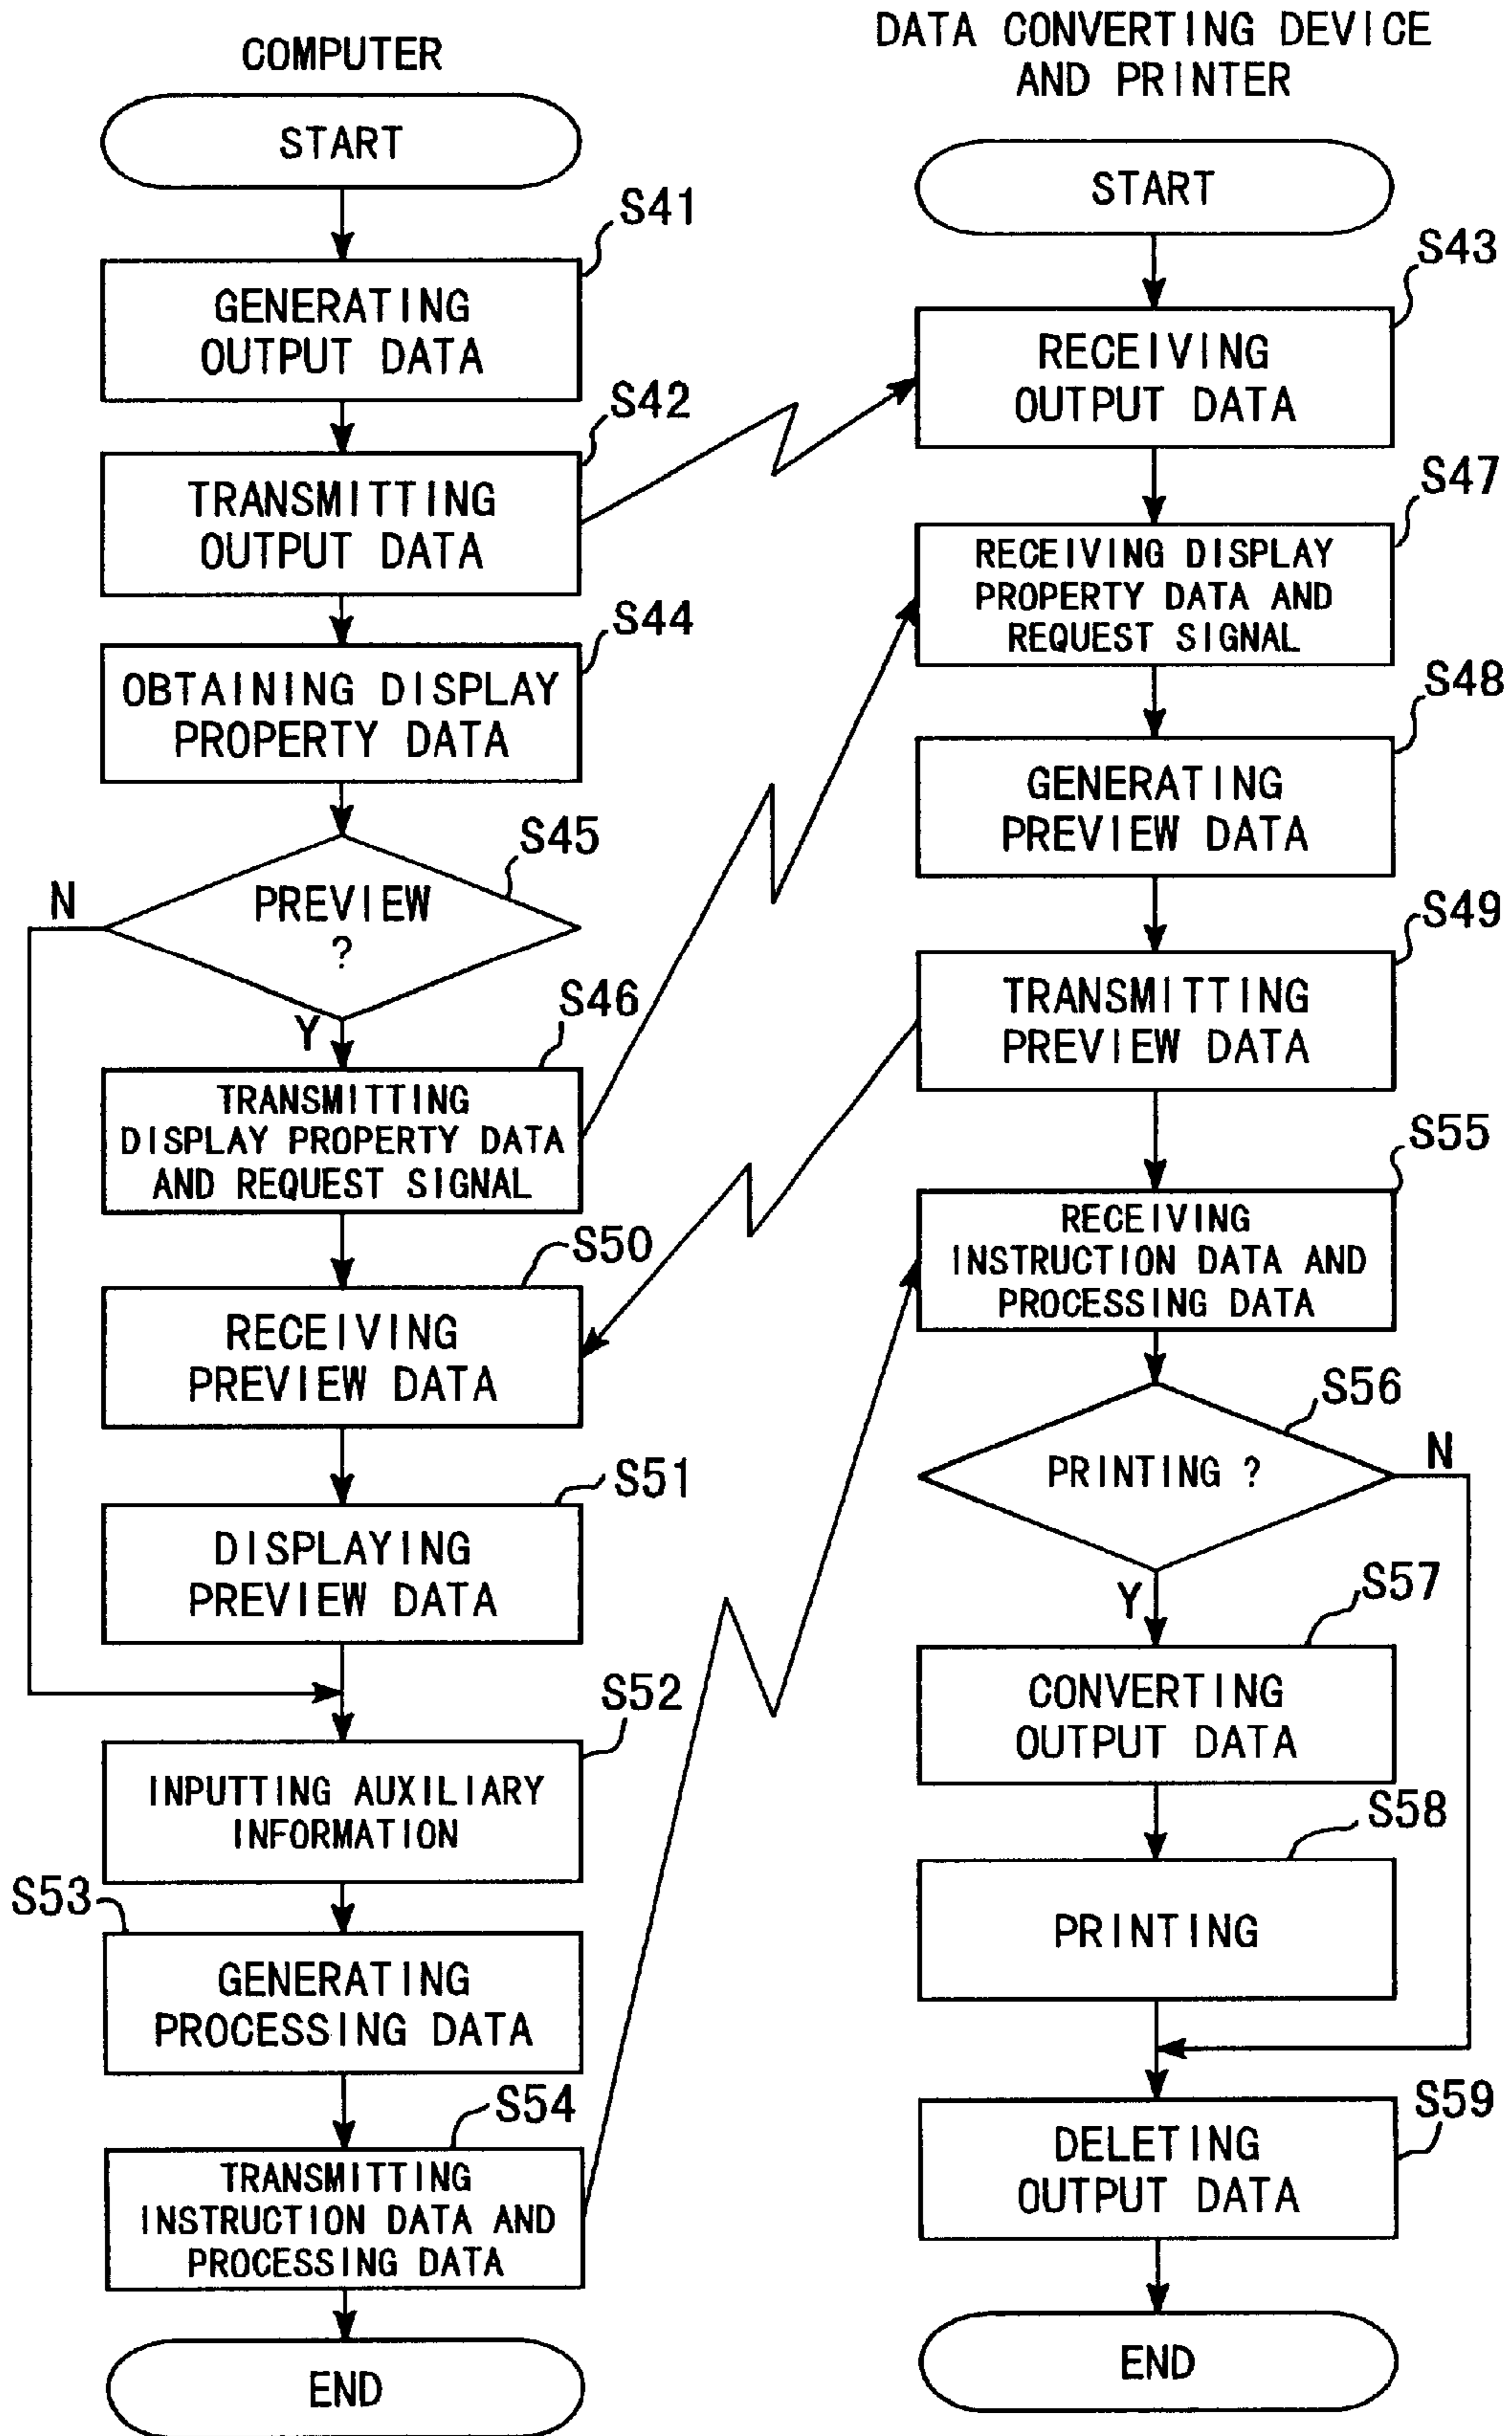 COMPUTER
START
S41
GENERATING
OUTPUT DATA
S42
TRANSMITTING
OUTPUT DATA
S44
OBTAINING DISPLAY
PROPERTY DATA
S45
N
PREVIEW
?
Y
S46
TRANSMITTING
DISPLAY PROPERTY DATA
AND REQUEST SIGNAL
S50
RECEIVING
PREVIEW DATA
S51
DISPLAYING
PREVIEW DATA
S52
INPUTTING AUXILIARY
INFORMATION
S53
GENERATING
PROCESSING DATA
S54
TRANSMITTING
INSTRUCTION DATA AND
PROCESSING DATA
END
DATA CONVERTING DEVICE
AND PRINTER
START
S43
RECEIVING
OUTPUT DATA
S47
RECEIVING DISPLAY
PROPERTY DATA AND
REQUEST SIGNAL
S48
GENERATING
PREVIEW DATA
S49
TRANSMITTING
PREVIEW DATA
S55
RECEIVING
INSTRUCTION DATA AND
PROCESSING DATA
S56
PRINTING ?
N
Y
S57
CONVERTING
OUTPUT DATA
S58
PRINTING
S59
DELETING
OUTPUT DATA
END